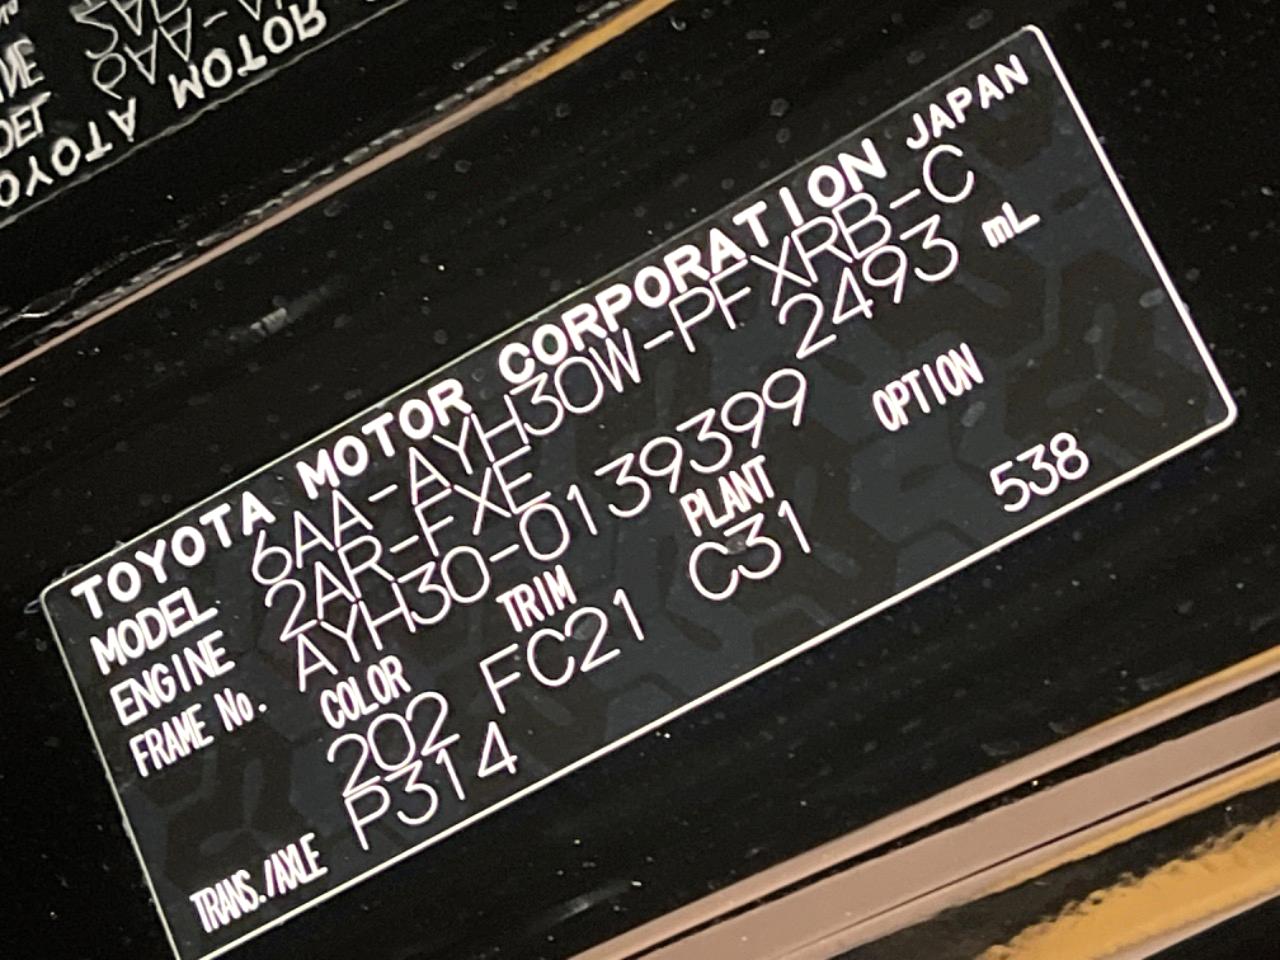 TOYOTA MOTOR CORPORATION JAPAN
MODEL 6AA-AYH30W-PFXRB-C
ENGINE 2AR-FXE 2493 mL
FRAME No. AYH30-0139399
COLOR TRIM PLANT OPTION
202 FC21 C31 538
TRANS./AXLE P314